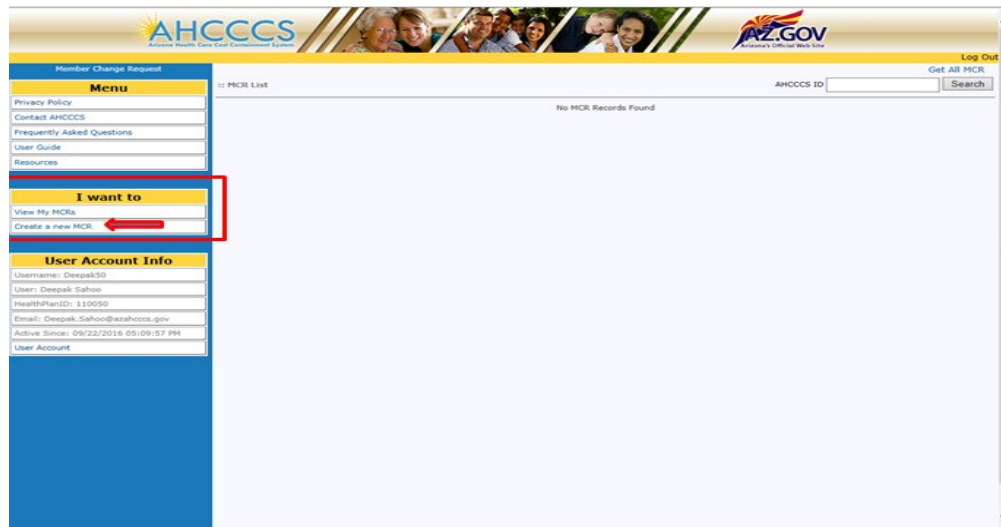 AHCCCS
Arizona Health Care Cost Containment System
AZ.GOV
Arizona's Official Web Site
Log Out
Member Change Request
Get All MCR
Menu
:: MCR List
AHCCCS ID
Search
Privacy Policy
No MCR Records Found
Contact AHCCCS
Frequently Asked Questions
User Guide
Resources
I want to
View My MCRs
Create a new MCR
User Account Info
Username: Deepak50
User: Deepak Sahoo
HealthPlanID: 110050
Email: Deepak.Sahoo@azahcccs.gov
Active Since: 09/22/2016 05:09:57 PM
User Account